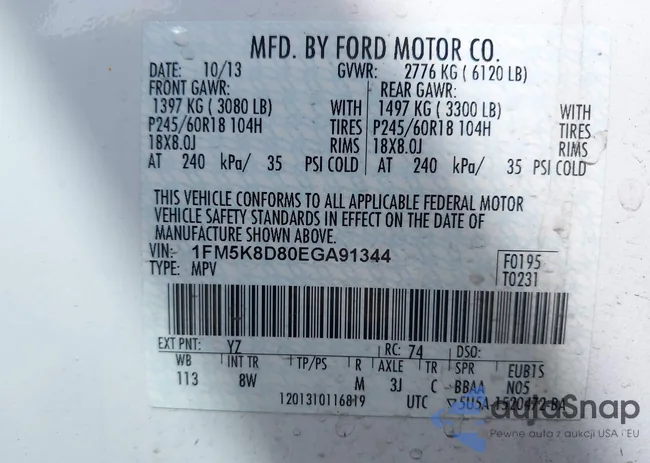 MFD. BY FORD MOTOR CO.
DATE: 10/13 GVWR: 2776 KG ( 6120 LB)
FRONT GAWR: REAR GAWR:
1397 KG ( 3080 LB) WITH 1497 KG ( 3300 LB) WITH
P245/60R18 104H TIRES P245/60R18 104H TIRES
18X8.0J RIMS 18X8.0J RIMS
AT 240 kPa/ 35 PSI COLD AT 240 kPa/ 35 PSI COLD
THIS VEHICLE CONFORMS TO ALL APPLICABLE FEDERAL MOTOR
VEHICLE SAFETY STANDARDS IN EFFECT ON THE DATE OF
MANUFACTURE SHOWN ABOVE.
VIN: 1FM5K8D80EGA91344 F0195
TYPE: MPV T0231
EXT PNT: YZ RC: 74 DSO:
WB INT TR TP/PS R AXLE TR SPR EUB1S
113 8W M 3J C BBAA N05
1201310116819 UTC ▽5U5A-1520472-BA
autaSnap
Pewne auta z aukcji USA i EU